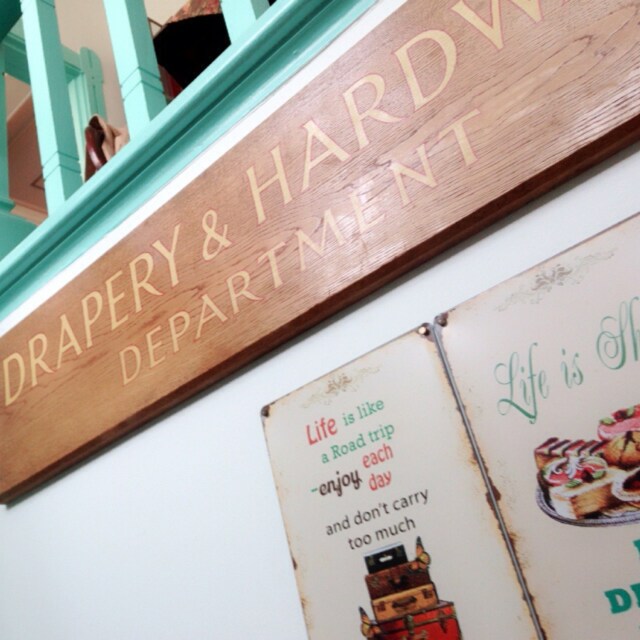 DRAPERY & HARDW
DEPARTMENT
Life is like
a Road trip
enjoy each
day
and don't carry
too much
Life is